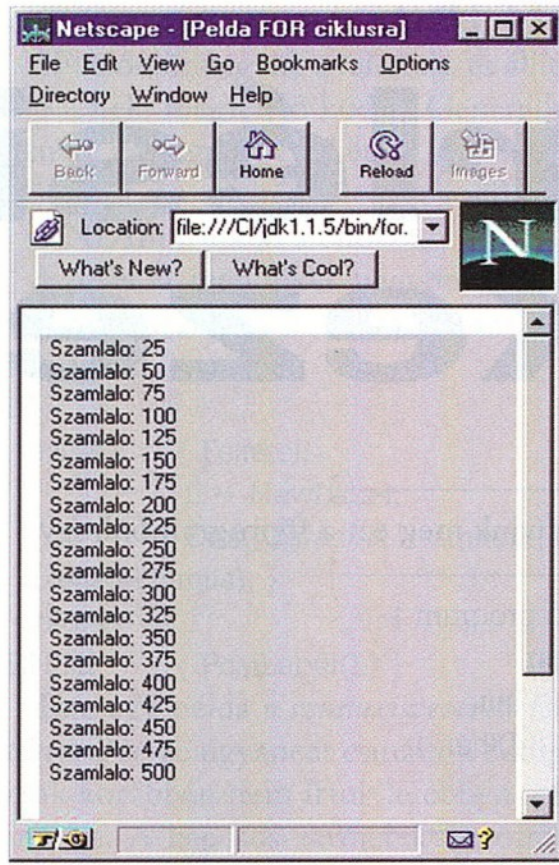 Netscape - [Pelda FOR ciklusra]
File Edit View Go Bookmarks Options
Directory Window Help
Back Forward Home Reload Images
Location: file:///C|/jdk1.1.5/bin/for.
N
What's New? What's Cool?
Szamlalo: 25
Szamlalo: 50
Szamlalo: 75
Szamlalo: 100
Szamlalo: 125
Szamlalo: 150
Szamlalo: 175
Szamlalo: 200
Szamlalo: 225
Szamlalo: 250
Szamlalo: 275
Szamlalo: 300
Szamlalo: 325
Szamlalo: 350
Szamlalo: 375
Szamlalo: 400
Szamlalo: 425
Szamlalo: 450
Szamlalo: 475
Szamlalo: 500
?